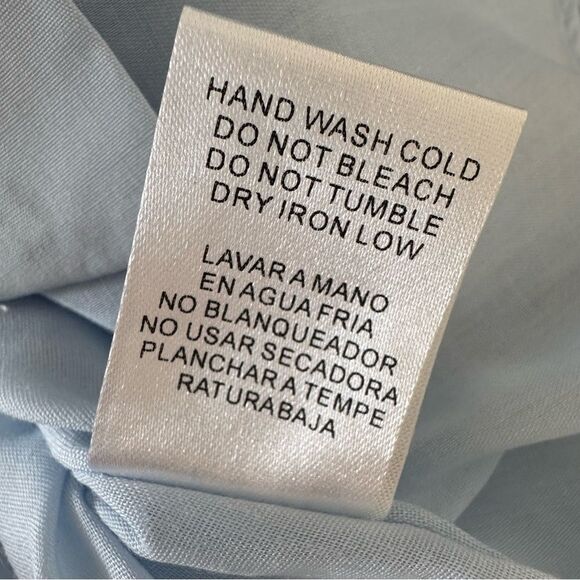 HAND WASH COLD
DO NOT BLEACH
DO NOT TUMBLE
DRY IRON LOW
LAVAR A MANO
EN AGUA FRIA
NO BLANQUEADOR
NO USAR SECADORA
PLANCHAR A TEMPE
RATURA BAJA